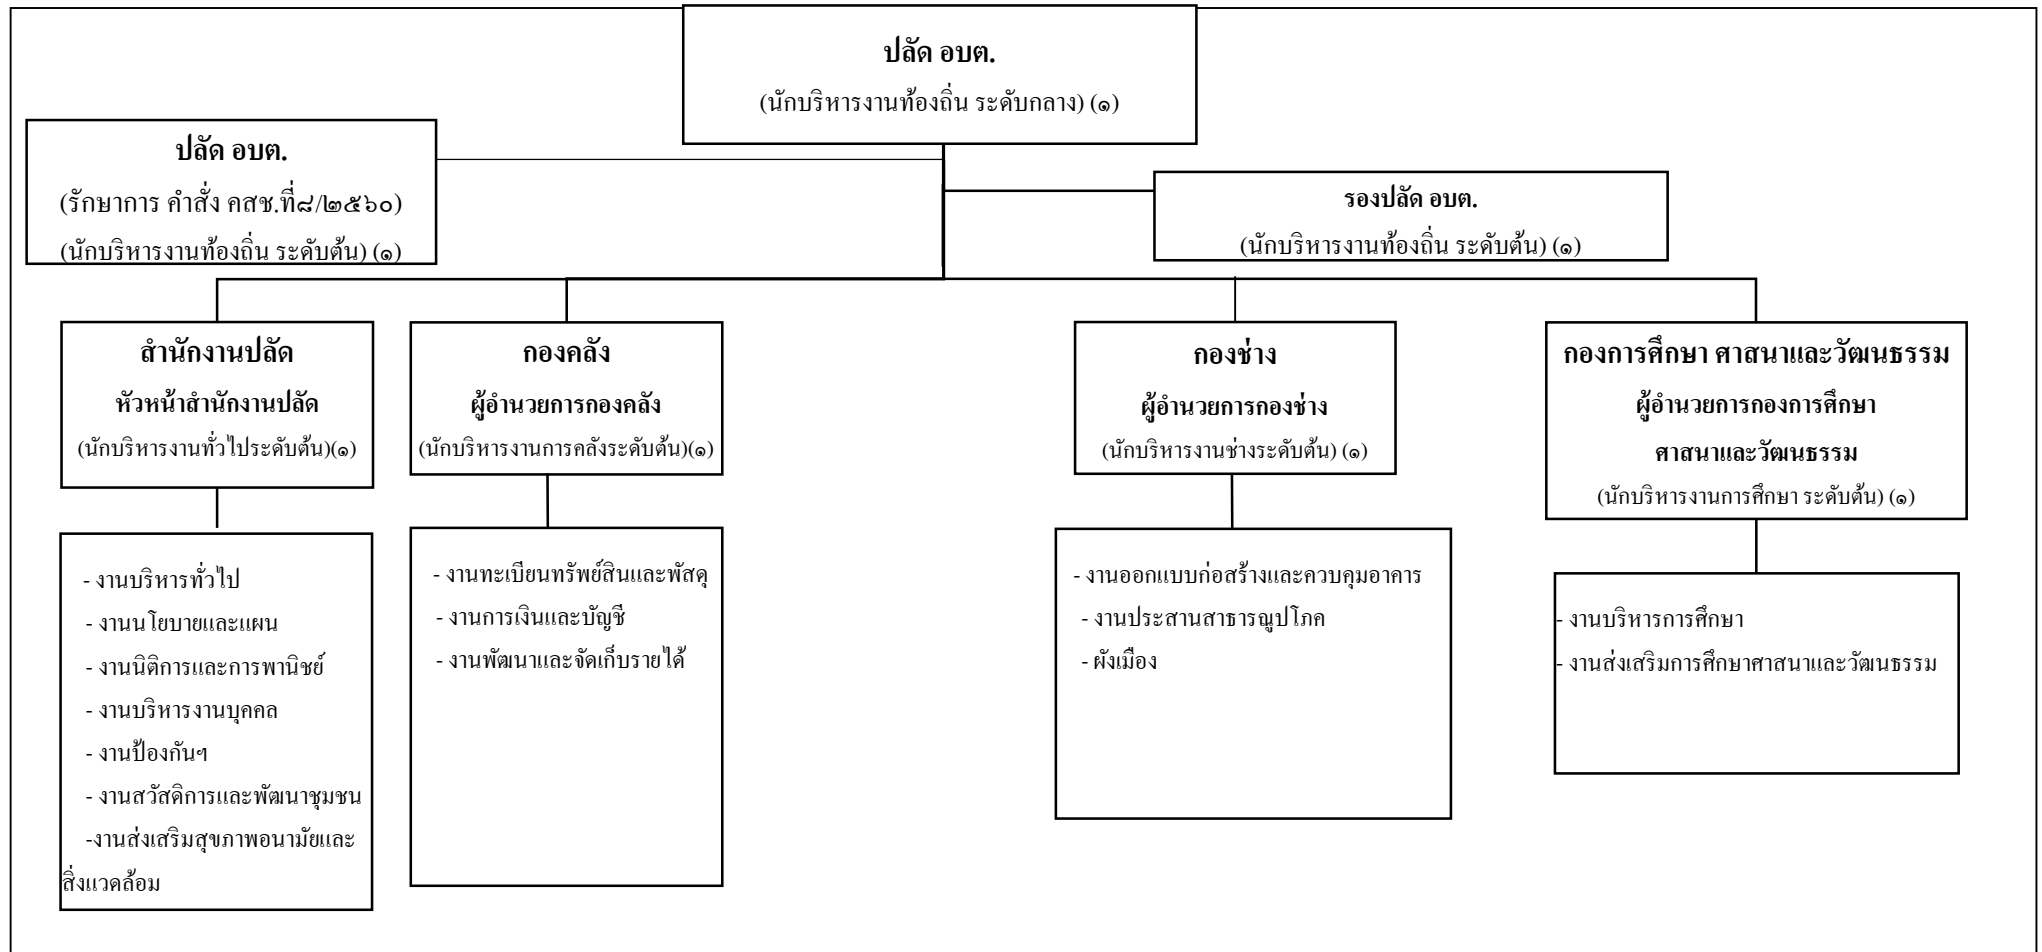 ปลัด อบต.
(นักบริหารงานท้องถิ่น ระดับกลาง) (๑)
ปลัด อบต.
(รักษาการ คำสั่ง คสช.ที่๘/๒๕๖๐)
(นักบริหารงานท้องถิ่น ระดับต้น) (๑)
รองปลัด อบต.
(นักบริหารงานท้องถิ่น ระดับต้น) (๑)
สำนักงานปลัด
หัวหน้าสำนักงานปลัด
(นักบริหารงานทั่วไประดับต้น)(๑)
กองคลัง
ผู้อำนวยการกองคลัง
(นักบริหารงานการคลังระดับต้น)(๑)
กองช่าง
ผู้อำนวยการกองช่าง
(นักบริหารงานช่างระดับต้น) (๑)
กองการศึกษา ศาสนาและวัฒนธรรม
ผู้อำนวยการกองการศึกษา
ศาสนาและวัฒนธรรม
(นักบริหารงานการศึกษา ระดับต้น) (๑)
- งานบริหารทั่วไป
- งานนโยบายและแผน
- งานนิติการและการพานิชย์
- งานบริหารงานบุคคล
- งานป้องกันฯ
- งานสวัสดิการและพัฒนาชุมชน
-งานส่งเสริมสุขภาพอนามัยและ
สิ่งแวดล้อม
- งานทะเบียนทรัพย์สินและพัสดุ
- งานการเงินและบัญชี
- งานพัฒนาและจัดเก็บรายได้
- งานออกแบบก่อสร้างและควบคุมอาคาร
- งานประสานสาธารณูปโภค
- ผังเมือง
- งานบริหารการศึกษา
- งานส่งเสริมการศึกษาศาสนาและวัฒนธรรม